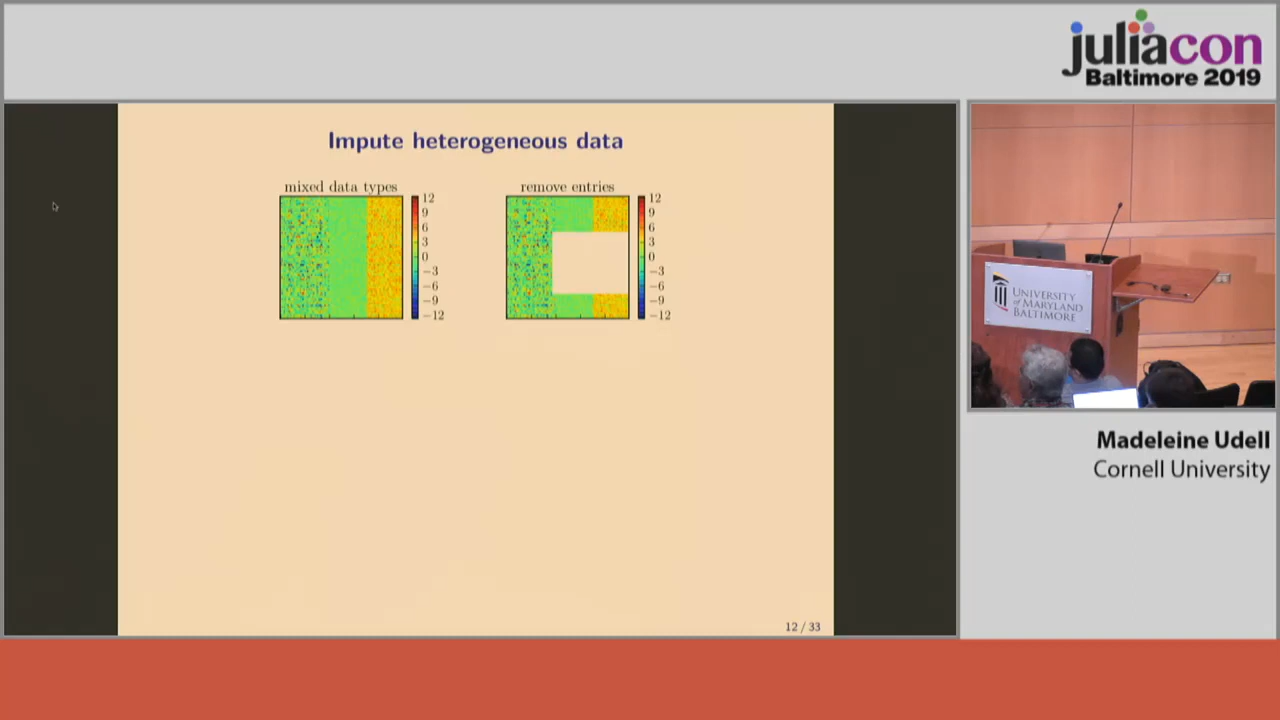 juliacon
Baltimore 2019
Impute heterogeneous data
mixed data types
12
9
6
3
0
−3
−6
−9
−12
remove entries
12
9
6
3
0
−3
−6
−9
−12
12 / 33
UNIVERSITY
of MARYLAND
BALTIMORE
Madeleine Udell
Cornell University